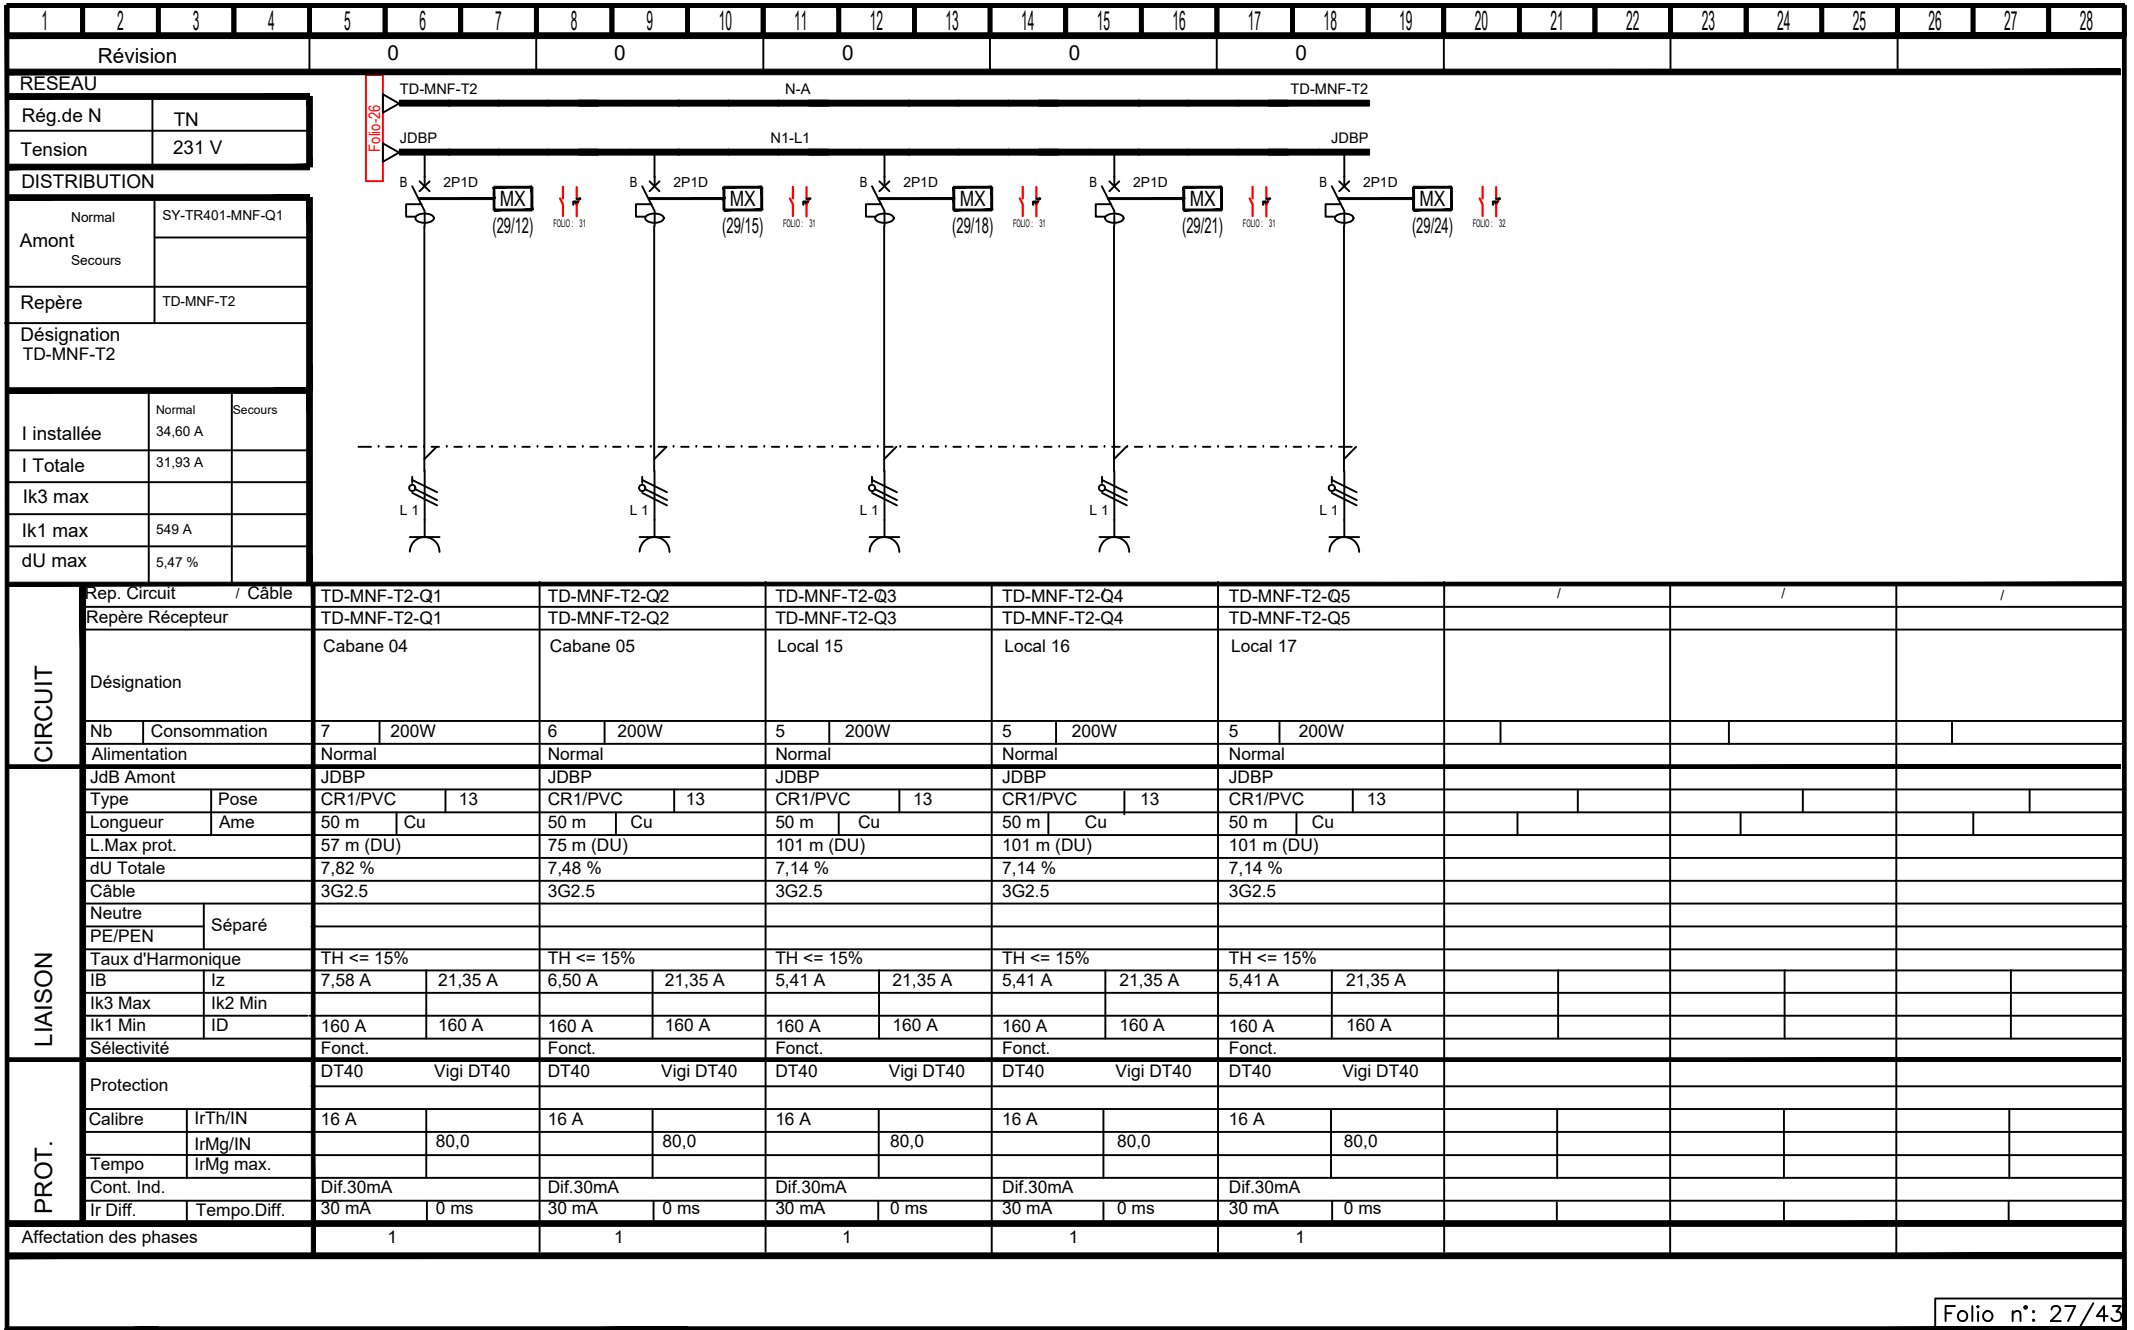 1 2 3 4 5 6 7 8 9 10 11 12 13 14 15 16 17 18 19 20 21 22 23 24 25 26 27 28
Révision 0 0 0 0 0
RESEAU
Rég.de N TN
Tension 231 V
DISTRIBUTION
Normal SY-TR401-MNF-Q1
Amont
Secours
Repère TD-MNF-T2
Désignation
TD-MNF-T2
Normal Secours
I installée 34,60 A
I Totale 31,93 A
Ik3 max
Ik1 max 549 A
dU max 5,47 %
Folio-26
TD-MNF-T2 N-A TD-MNF-T2
JDBP N1-L1 JDBP
B 2P1D MX B 2P1D MX B 2P1D MX B 2P1D MX B 2P1D MX
(29/12) FOLIO : 31 (29/15) FOLIO : 31 (29/18) FOLIO : 31 (29/21) FOLIO : 31 (29/24) FOLIO : 32
L 1 L 1 L 1 L 1 L 1
CIRCUIT
Rep. Circuit / Câble TD-MNF-T2-Q1 / TD-MNF-T2-Q2 / TD-MNF-T2-Q3 / TD-MNF-T2-Q4 / TD-MNF-T2-Q5 / / / /
Repère Récepteur TD-MNF-T2-Q1 TD-MNF-T2-Q2 TD-MNF-T2-Q3 TD-MNF-T2-Q4 TD-MNF-T2-Q5
Désignation Cabane 04 Cabane 05 Local 15 Local 16 Local 17
Nb Consommation 7 200W 6 200W 5 200W 5 200W 5 200W
Alimentation Normal Normal Normal Normal Normal
LIAISON
JdB Amont JDBP JDBP JDBP JDBP JDBP
Type Pose CR1/PVC 13 CR1/PVC 13 CR1/PVC 13 CR1/PVC 13 CR1/PVC 13
Longueur Ame 50 m Cu 50 m Cu 50 m Cu 50 m Cu 50 m Cu
L.Max prot. 57 m (DU) 75 m (DU) 101 m (DU) 101 m (DU) 101 m (DU)
dU Totale 7,82 % 7,48 % 7,14 % 7,14 % 7,14 %
Câble 3G2.5 3G2.5 3G2.5 3G2.5 3G2.5
Neutre Séparé
PE/PEN
Taux d'Harmonique TH <= 15% TH <= 15% TH <= 15% TH <= 15% TH <= 15%
IB Iz 7,58 A 21,35 A 6,50 A 21,35 A 5,41 A 21,35 A 5,41 A 21,35 A 5,41 A 21,35 A
Ik3 Max Ik2 Min
Ik1 Min ID 160 A 160 A 160 A 160 A 160 A 160 A 160 A 160 A 160 A 160 A
Sélectivité Fonct. Fonct. Fonct. Fonct. Fonct.
PROT.
Protection DT40 Vigi DT40 DT40 Vigi DT40 DT40 Vigi DT40 DT40 Vigi DT40 DT40 Vigi DT40
Calibre IrTh/IN 16 A 16 A 16 A 16 A 16 A
IrMg/IN 80,0 80,0 80,0 80,0 80,0
Tempo IrMg max.
Cont. Ind. Dif.30mA Dif.30mA Dif.30mA Dif.30mA Dif.30mA
Ir Diff. Tempo.Diff. 30 mA 0 ms 30 mA 0 ms 30 mA 0 ms 30 mA 0 ms 30 mA 0 ms
Affectation des phases 1 1 1 1 1
Folio n°: 27/43